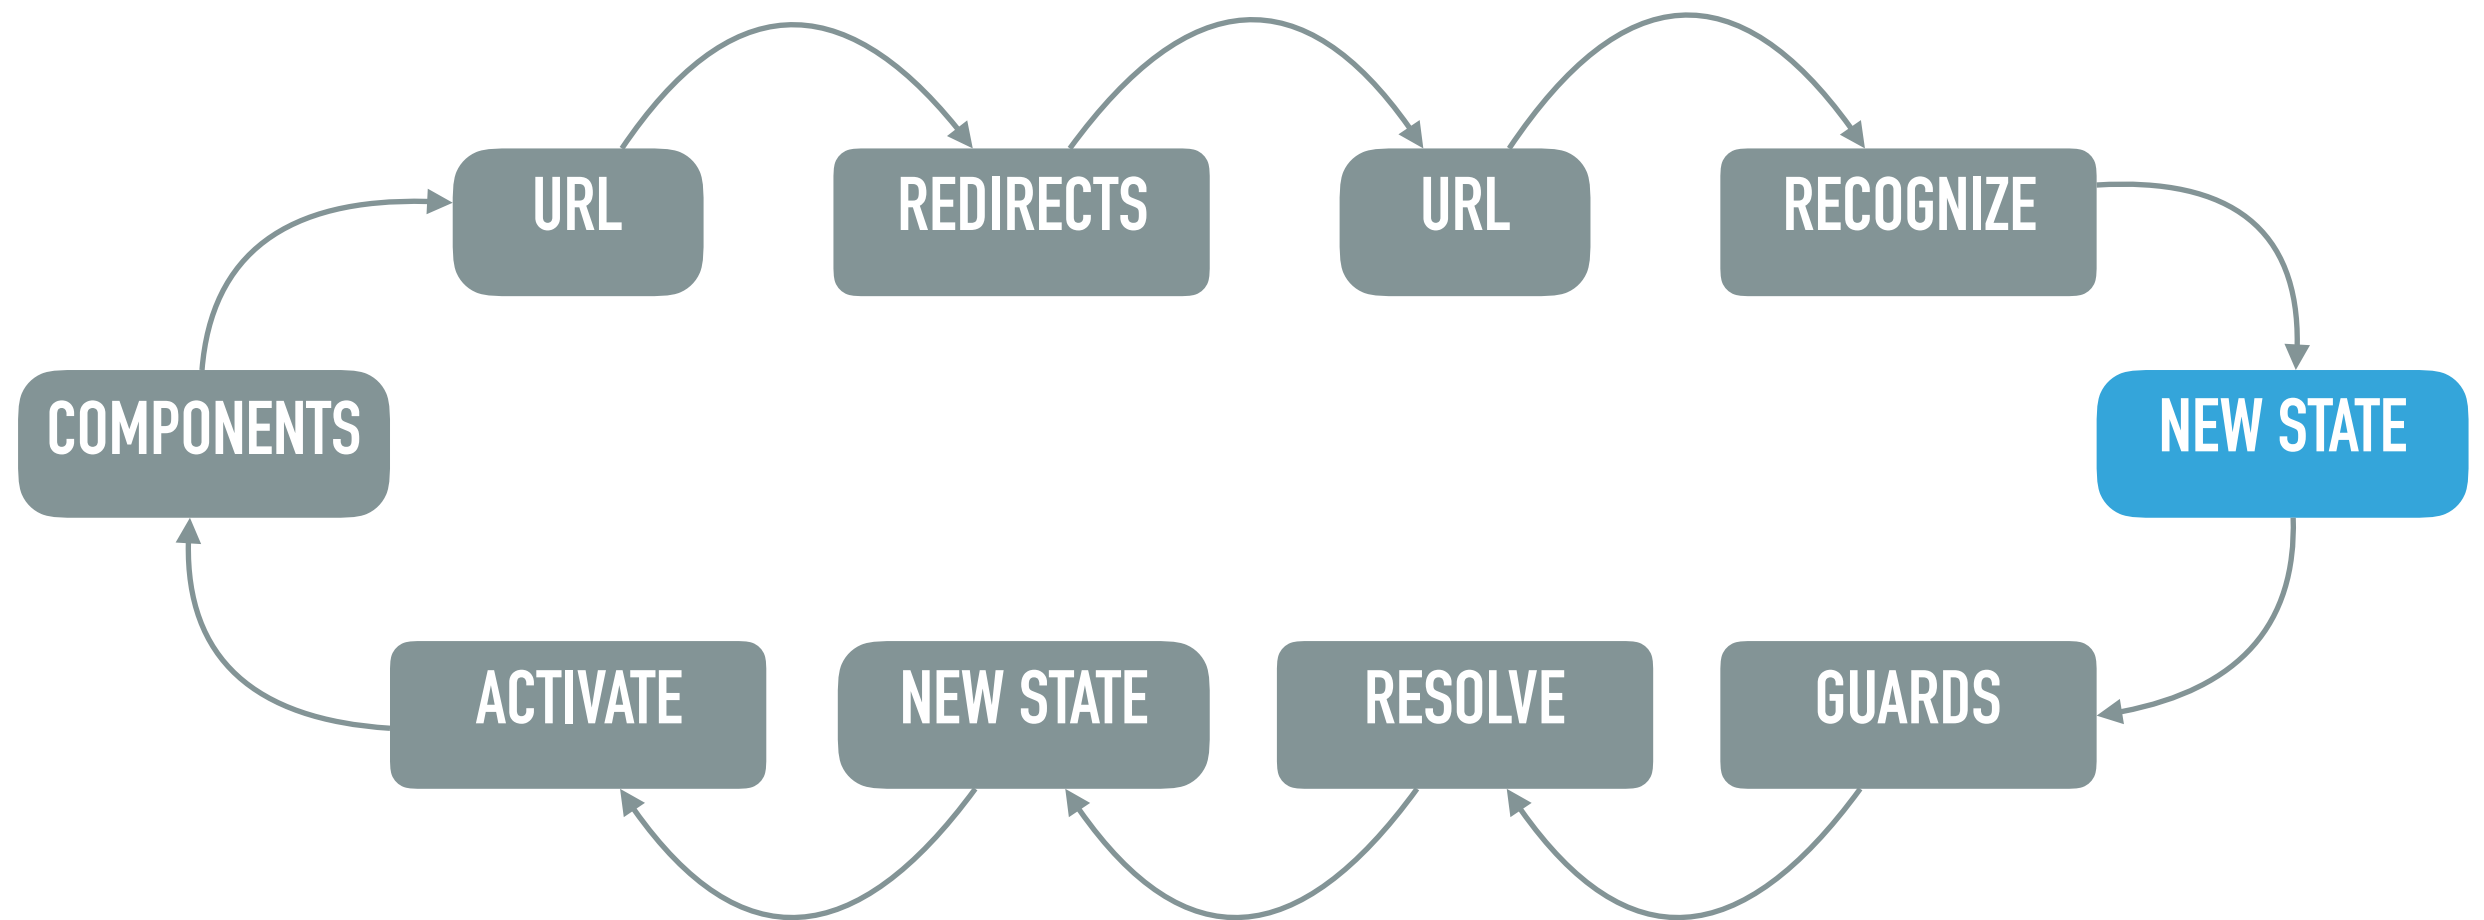 URL
REDIRECTS
URL
RECOGNIZE
COMPONENTS
NEW STATE
ACTIVATE
NEW STATE
RESOLVE
GUARDS